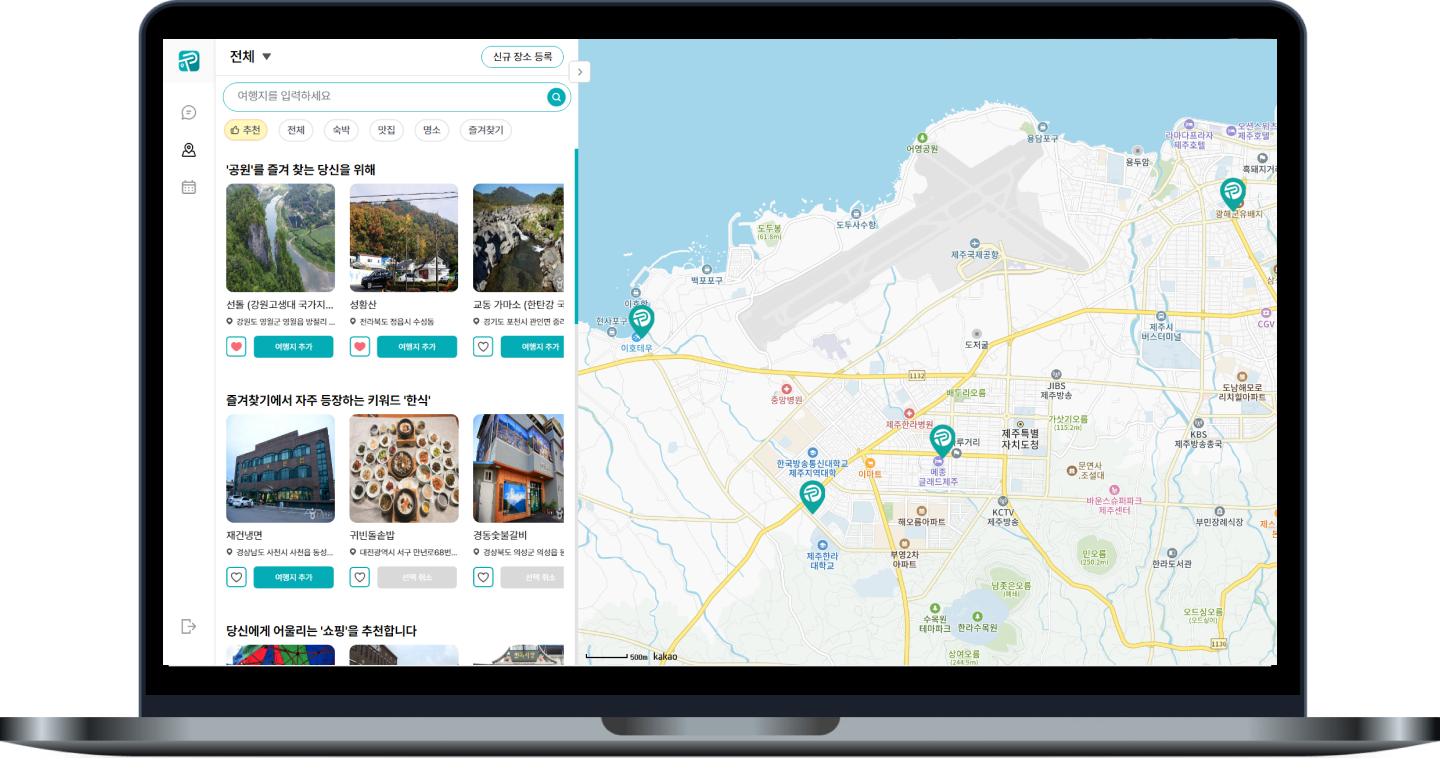 전체 ▼
신규 장소 등록
여행지를 입력하세요
추천
전체
숙박
맛집
명소
즐겨찾기
'공원'를 즐겨 찾는 당신을 위해
선돌 (강원고생대 국가지...
성황산
교동 가마소 (한탄강 국
강원도 영월군 영월읍 방절리 ...
전라북도 정읍시 수성동
경기도 포천시 관인면 중리
여행지 추가
여행지 추가
여행지 추가
즐겨찾기에서 자주 등장하는 키워드 '한식'
재건냉면
귀빈돌솥밥
경동숯불갈비
경상남도 사천시 사천읍 동성...
대전광역시 서구 만년로68번...
경상북도 의성군 의성읍
여행지 추가
선택 취소
선택 취소
당신에게 어울리는 '쇼핑'을 추천합니다
어영공원
용담포구
라마다프라자
제주호텔
오션스위츠
제주호텔
용두암
흑돼지거리
광해군유배지
도두봉
(61.8m)
도두사수항
제주국제공항
백포포구
이호항
현사포구
이호테우
제주시
버스터미널
CGV
도저굴
1132
JIBS
제주방송
도남해모로
리치힐아파트
중앙병원
베두리오름
제주한라병원
가삿기오름
(115.2m)
제주특별
자치도청
KBS
제주방송총국
누루거리
메종
글래드제주
한국방송통신대학교
제주지역대학
이마트
문연사
조설대
바운스슈퍼파크
제주센터
KCTV
제주방송
해오름아파트
부민장례식장
제주한라
대학교
부영2차
아파트
민오름
(250.2m)
한라도서관
남좃은오름
(폐쇄)
수목원
테마파크
한라수목원
오드싱오름
(오드싱이)
상여오름
(244.9m)
1136
500m kakao